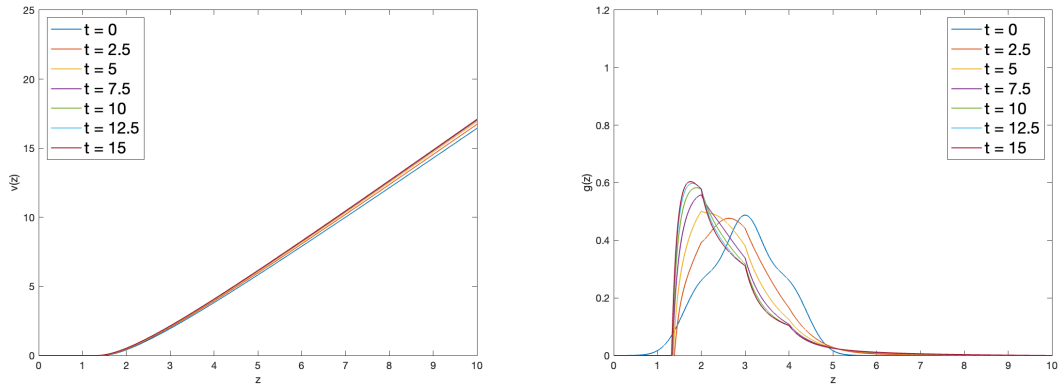 25
20
15
10
5
0
v(z)
0 1 2 3 4 5 6 7 8 9 10
z
t = 0
t = 2.5
t = 5
t = 7.5
t = 10
t = 12.5
t = 15
1.2
1
0.8
0.6
0.4
0.2
0
g(z)
0 1 2 3 4 5 6 7 8 9 10
z
t = 0
t = 2.5
t = 5
t = 7.5
t = 10
t = 12.5
t = 15